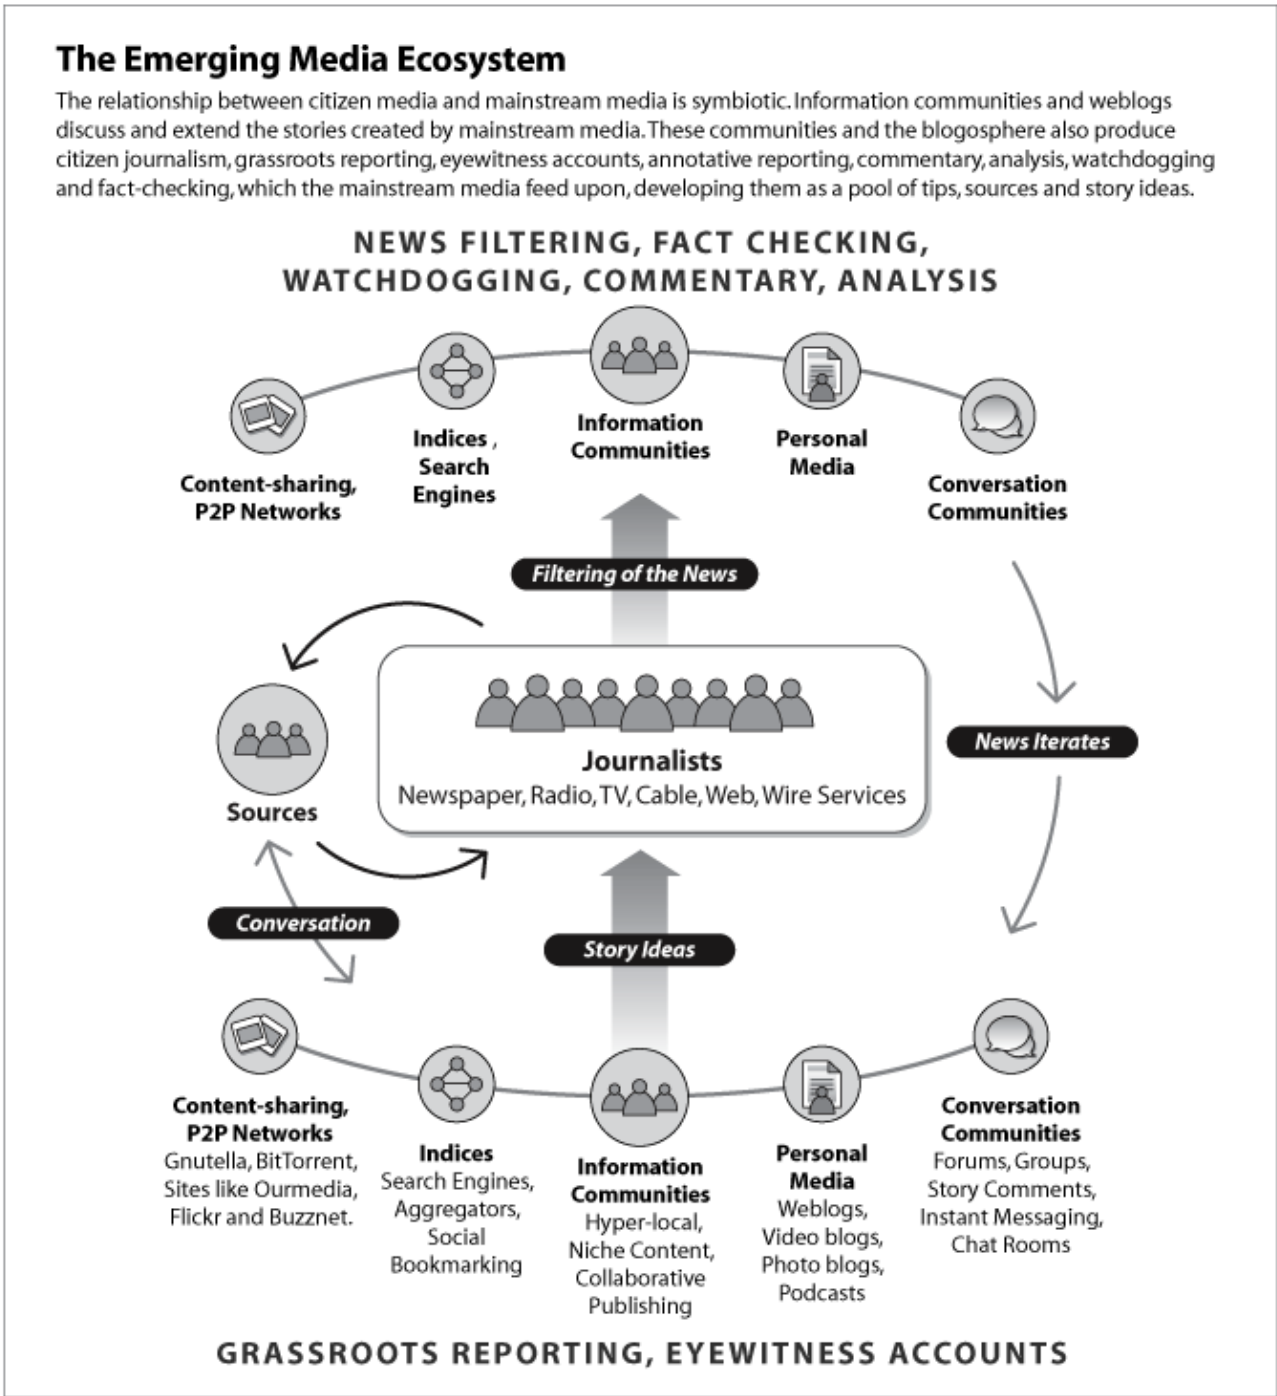 The Emerging Media Ecosystem
The relationship between citizen media and mainstream media is symbiotic. Information communities and weblogs
discuss and extend the stories created by mainstream media. These communities and the blogosphere also produce
citizen journalism, grassroots reporting, eyewitness accounts, annotative reporting, commentary, analysis, watchdogging
and fact-checking, which the mainstream media feed upon, developing them as a pool of tips, sources and story ideas.
NEWS FILTERING, FACT CHECKING,
WATCHDOGGING, COMMENTARY, ANALYSIS
Content-sharing,
P2P Networks
Indices ,
Search
Engines
Information
Communities
Personal
Media
Conversation
Communities
Filtering of the News
Sources
Journalists
Newspaper, Radio, TV, Cable, Web, Wire Services
News Iterates
Conversation
Story Ideas
Content-sharing,
P2P Networks
Gnutella, BitTorrent,
Sites like Ourmedia,
Flickr and Buzznet.
Indices
Search Engines,
Aggregators,
Social
Bookmarking
Information
Communities
Hyper-local,
Niche Content,
Collaborative
Publishing
Personal
Media
Weblogs,
Video blogs,
Photo blogs,
Podcasts
Conversation
Communities
Forums, Groups,
Story Comments,
Instant Messaging,
Chat Rooms
GRASSROOTS REPORTING, EYEWITNESS ACCOUNTS